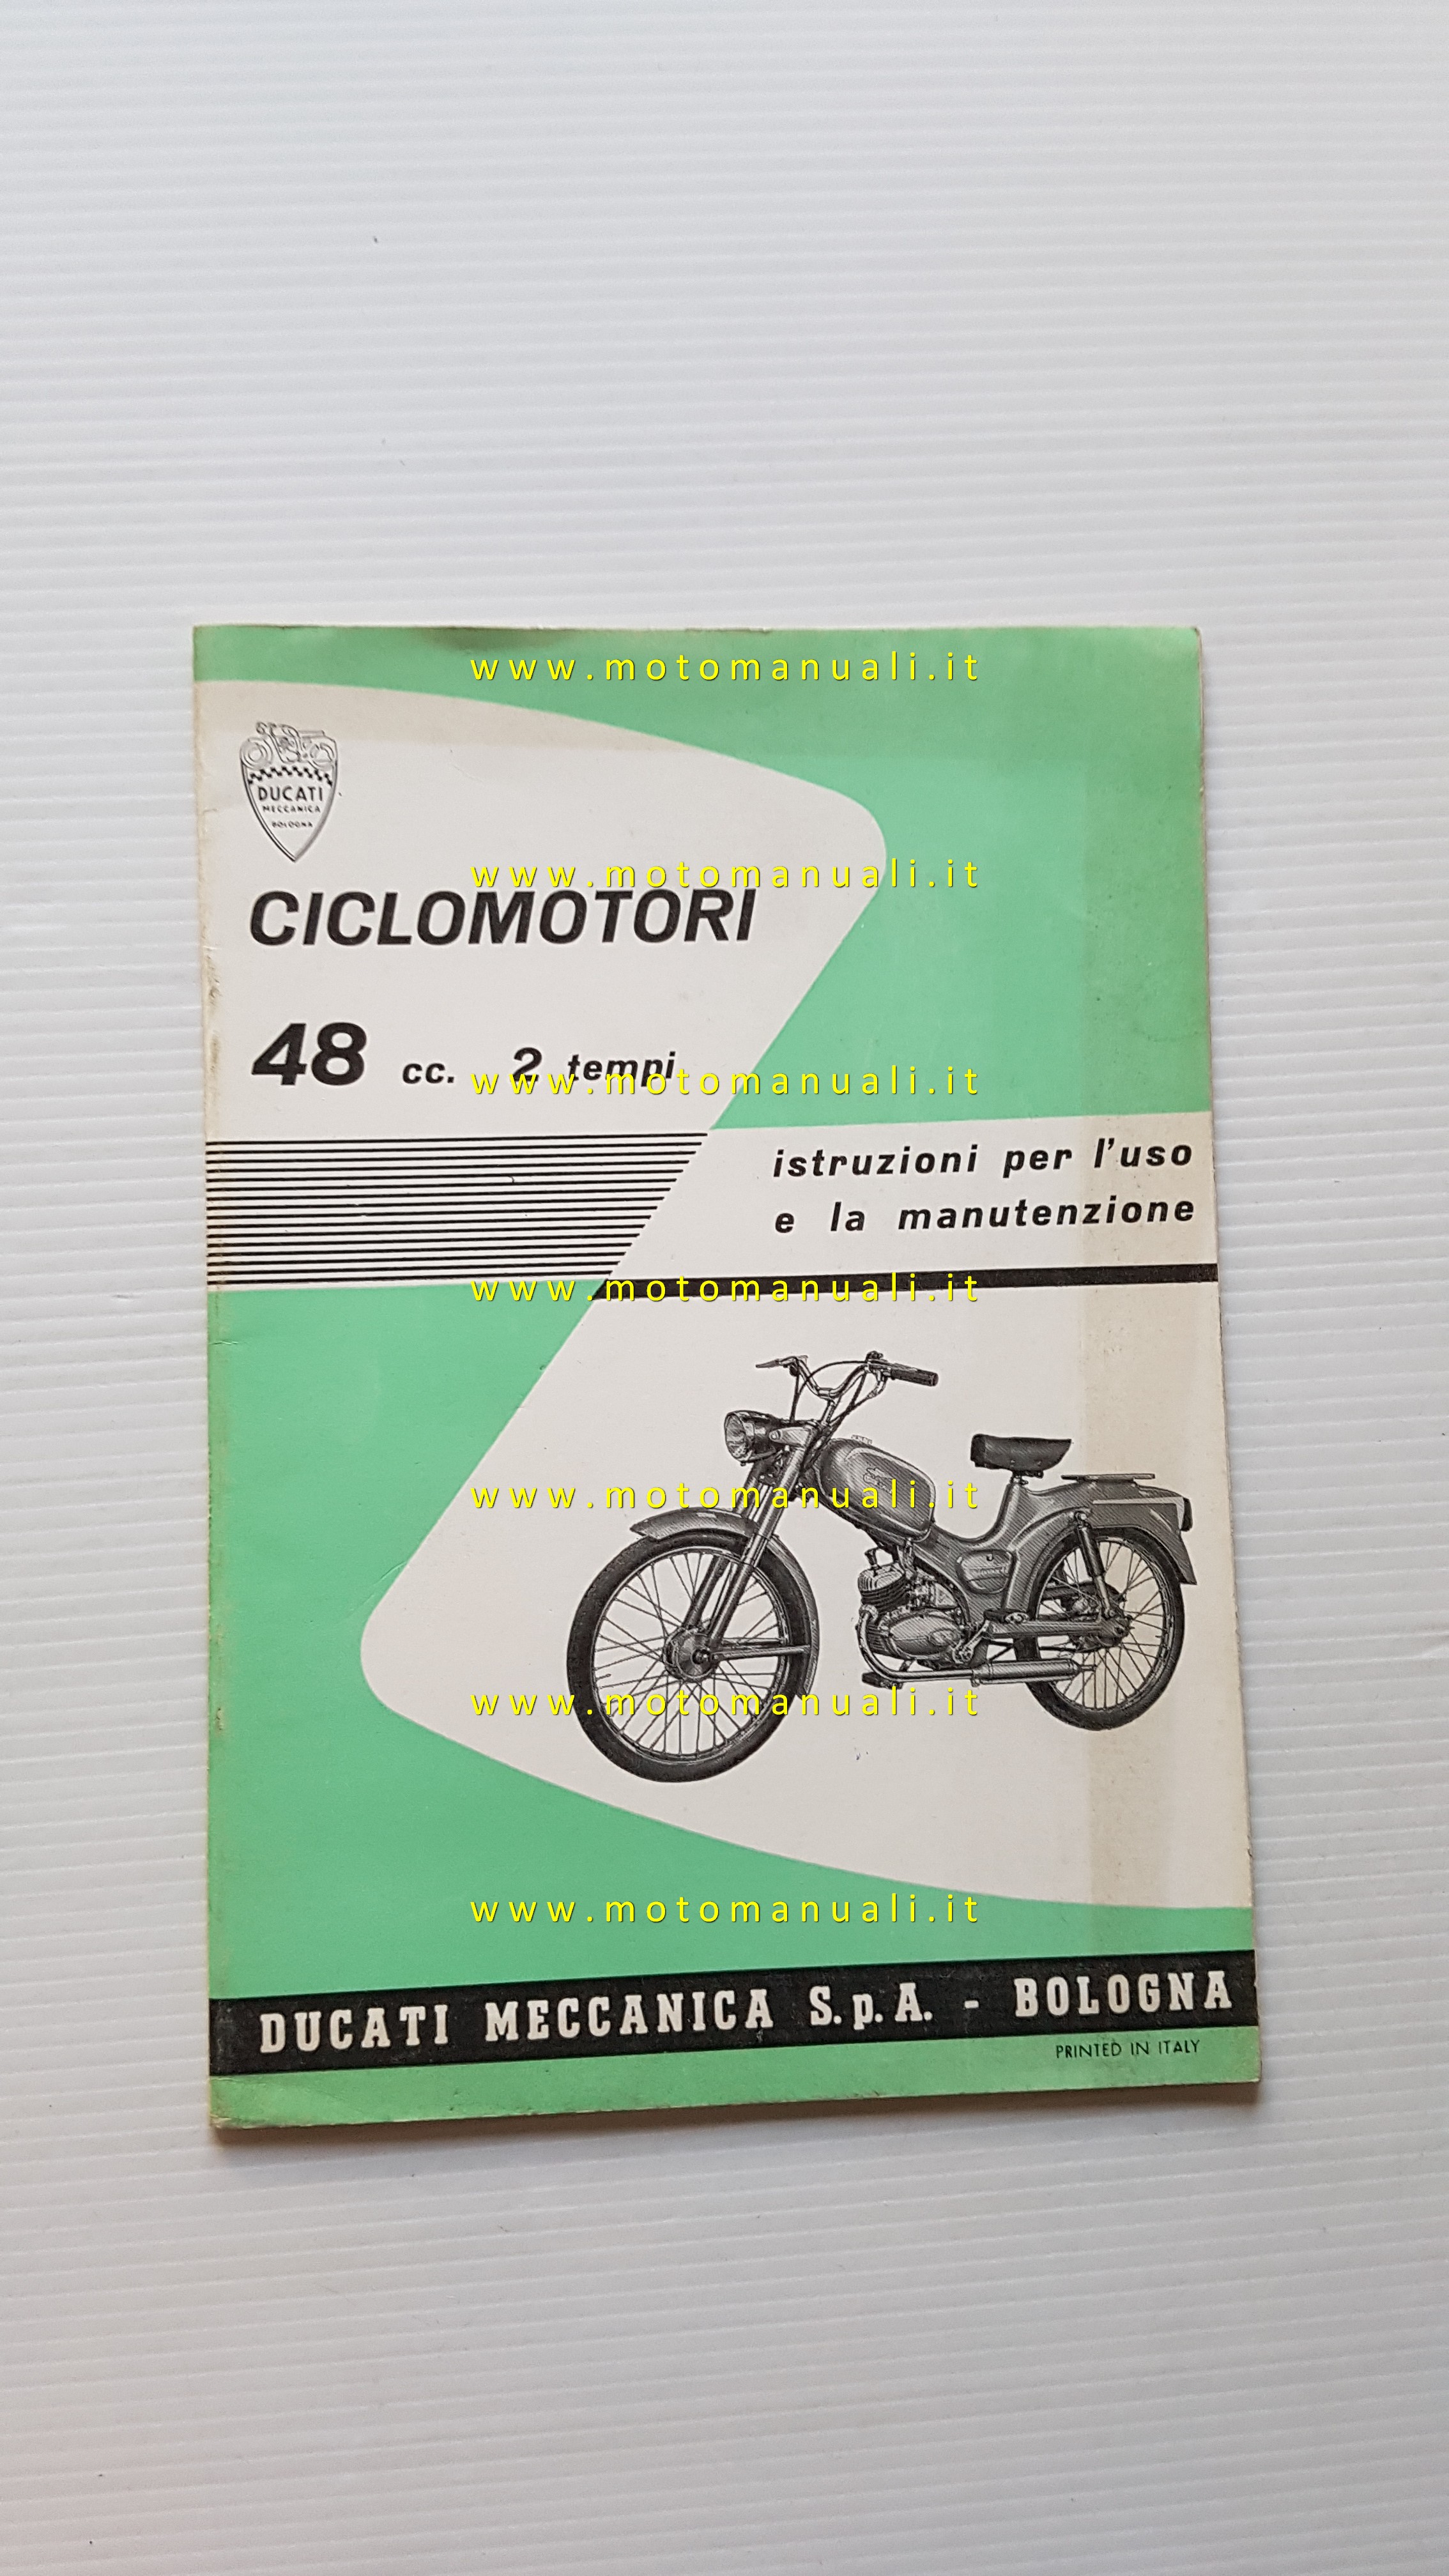 www.motomanuali.it
DUCATI
MECCANICA
BOLOGNA
www.motomanuali.it
CICLOMOTORI
48 cc. 2 tempi
www.motomanuali.it
istruzioni per l'uso
e la manutenzione
www.motomanuali.it
www.motomanuali.it
www.motomanuali.it
www.motomanuali.it
DUCATI MECCANICA S.p.A. - BOLOGNA
PRINTED IN ITALY